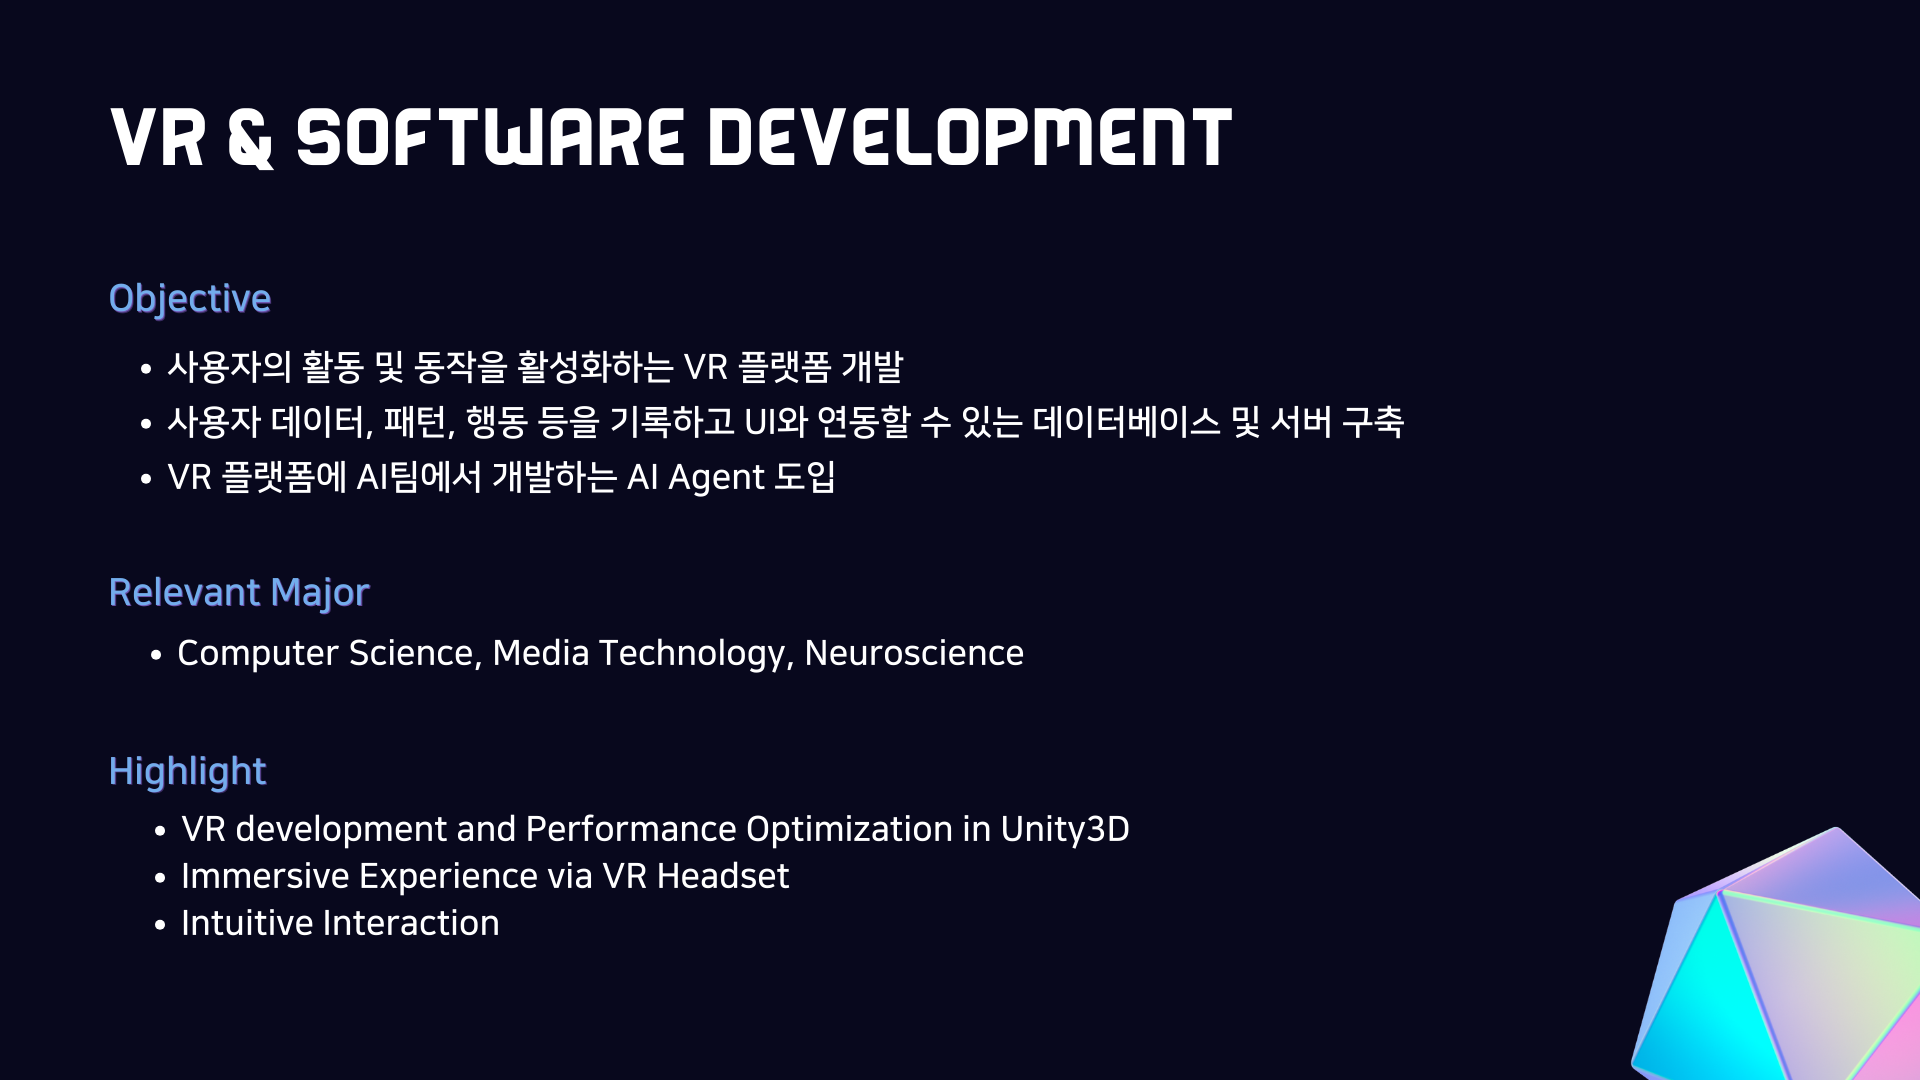 VR & SOFTWARE DEVELOPMENT
Objective
• 사용자의 활동 및 동작을 활성화하는 VR 플랫폼 개발
• 사용자 데이터, 패턴, 행동 등을 기록하고 UI와 연동할 수 있는 데이터베이스 및 서버 구축
• VR 플랫폼에 AI팀에서 개발하는 AI Agent 도입
Relevant Major
• Computer Science, Media Technology, Neuroscience
Highlight
• VR development and Performance Optimization in Unity3D
• Immersive Experience via VR Headset
• Intuitive Interaction